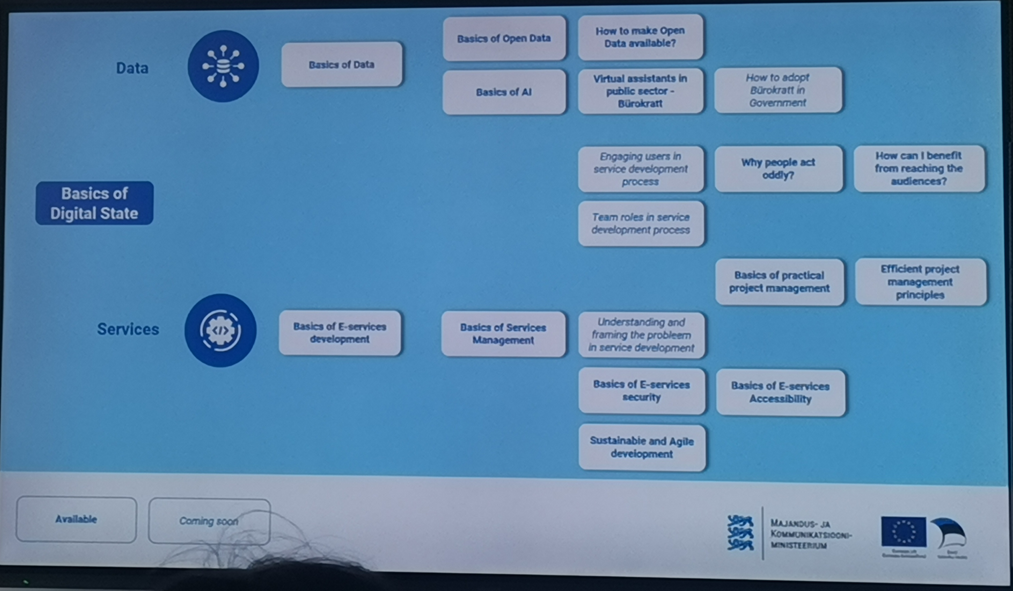 Basics of Open Data
How to make Open
Data available?
Data
Basics of Data
Basics of AI
Virtual assistants in
public sector -
Bürokratt
How to adopt
Bürokratt in
Government
Engaging users in
service development
process
Why people act
oddly?
How can I benefit
from reaching the
audiences?
Basics of
Digital State
Team roles in service
development process
Basics of practical
project management
Efficient project
management
principles
Services
Basics of E-services
development
Basics of Services
Management
Understanding and
framing the probleem
in service development
Basics of E-services
security
Basics of E-services
Accessibility
Sustainable and Agile
development
Available
Coming soon
MAJANDUS- JA
KOMMUNIKATSIOONI-
MINISTEERIUM